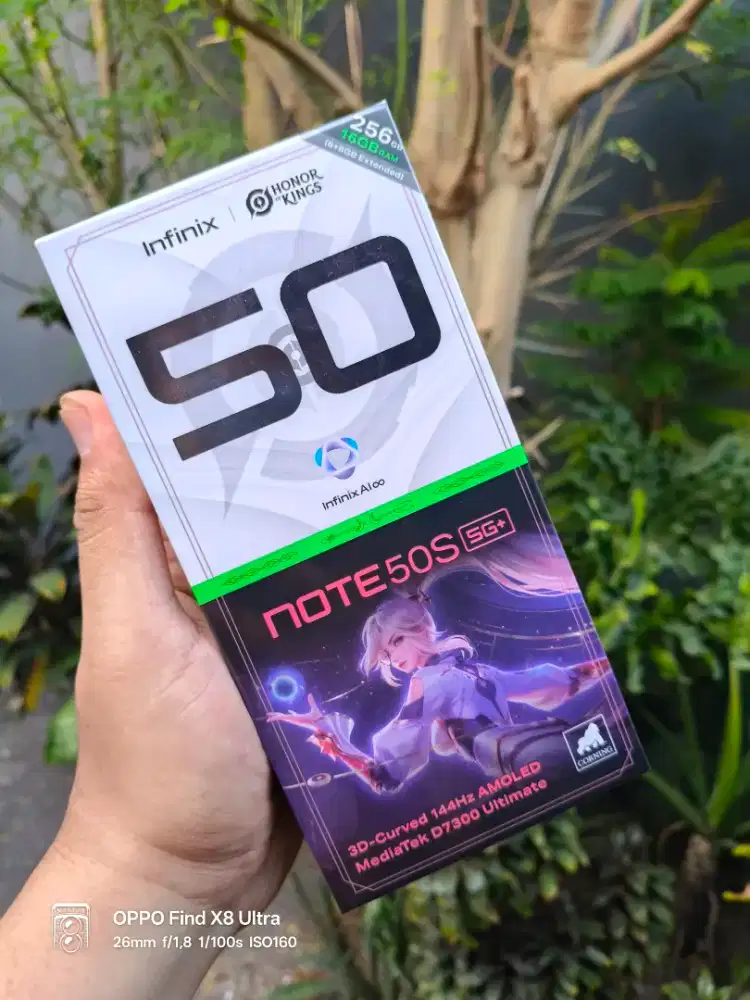 256GB
16GB RAM
(8+8GB Extended)
Infinix | HONOR OF KINGS
50
Infinix AI∞
NOTE 50S 5G+
CORNING
3D-Curved 144Hz AMOLED
MediaTek D7300 Ultimate
OPPO Find X8 Ultra
26mm f/1,8 1/100s ISO160